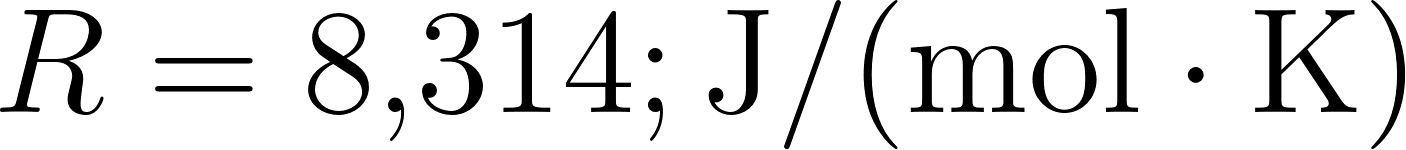 R = 8,314; J/(mol · K)